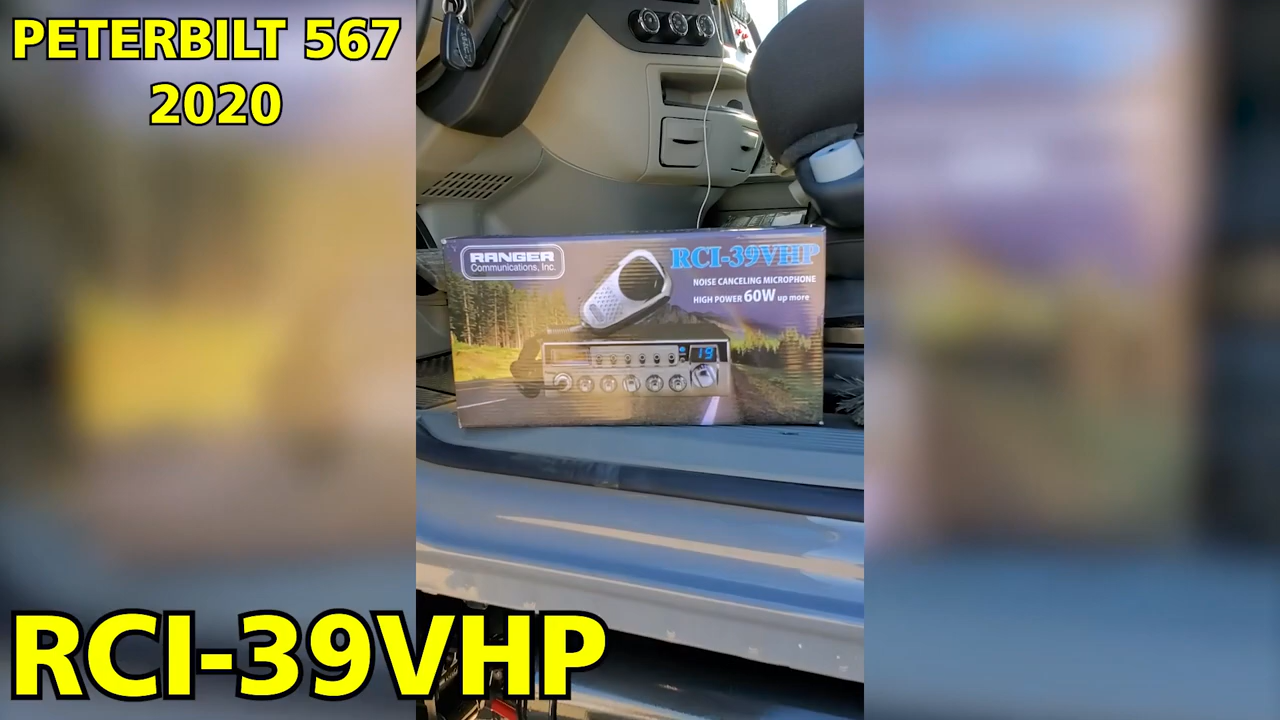 PETERBILT 567
2020
RANGER
Communications, Inc.
RCI-39VHP
NOISE CANCELING MICROPHONE
HIGH POWER 60W up more
19
RCI-39VHP